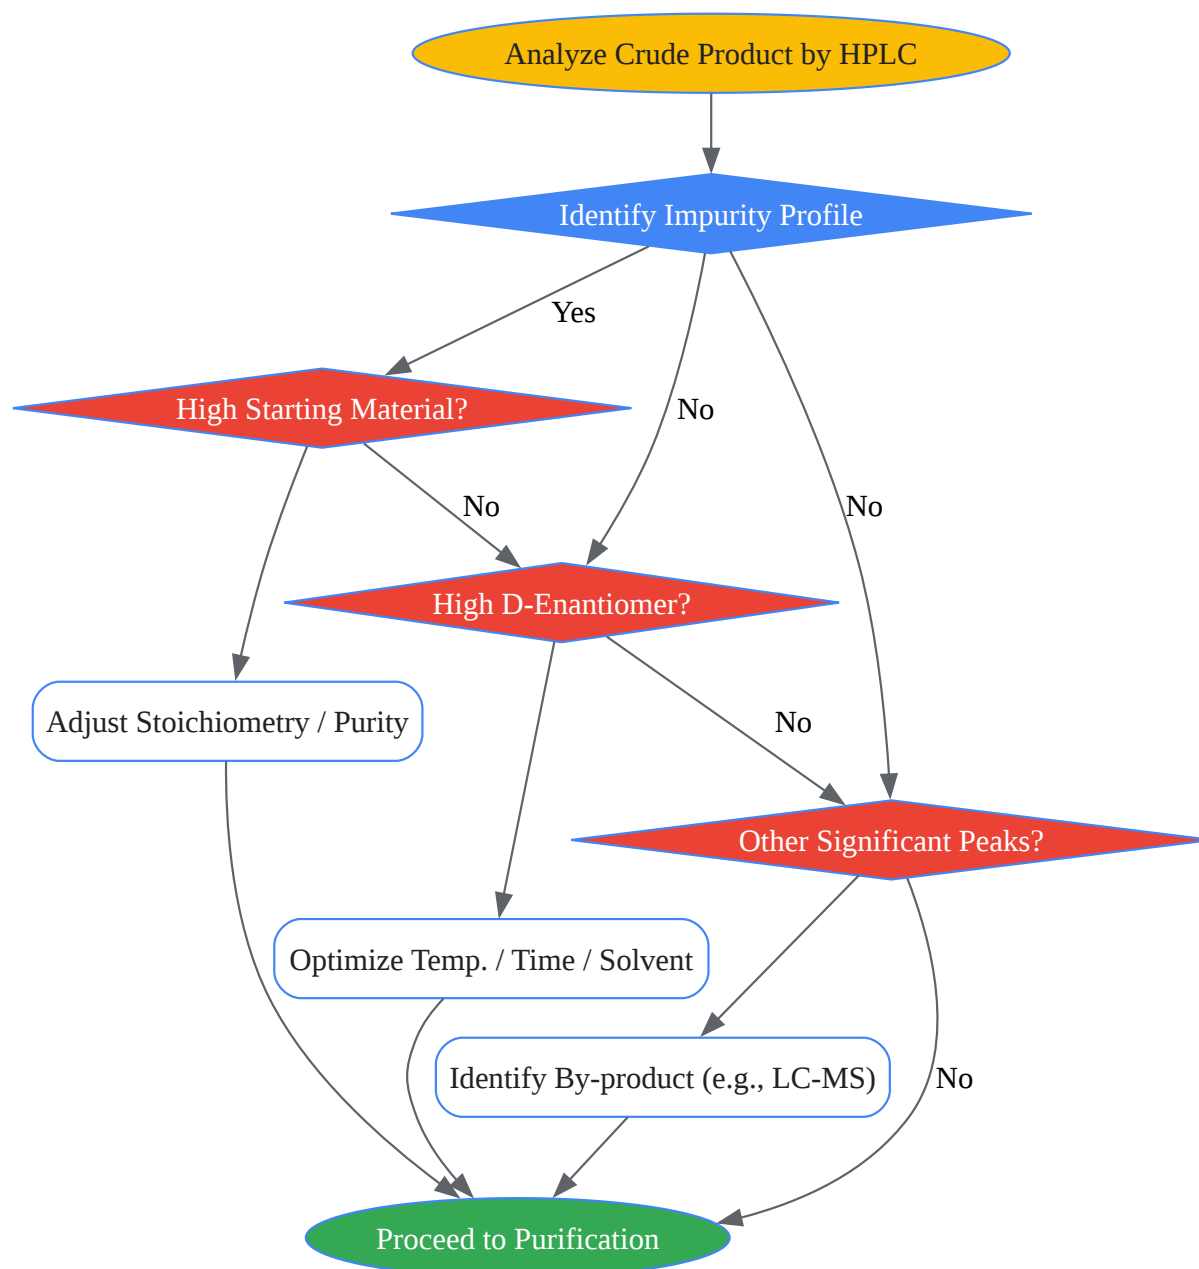 Analyze Crude Product by HPLC
Identify Impurity Profile
Yes
High Starting Material?
No
No
No
High D-Enantiomer?
Adjust Stoichiometry / Purity
No
Other Significant Peaks?
Optimize Temp. / Time / Solvent
Identify By-product (e.g., LC-MS)
No
Proceed to Purification